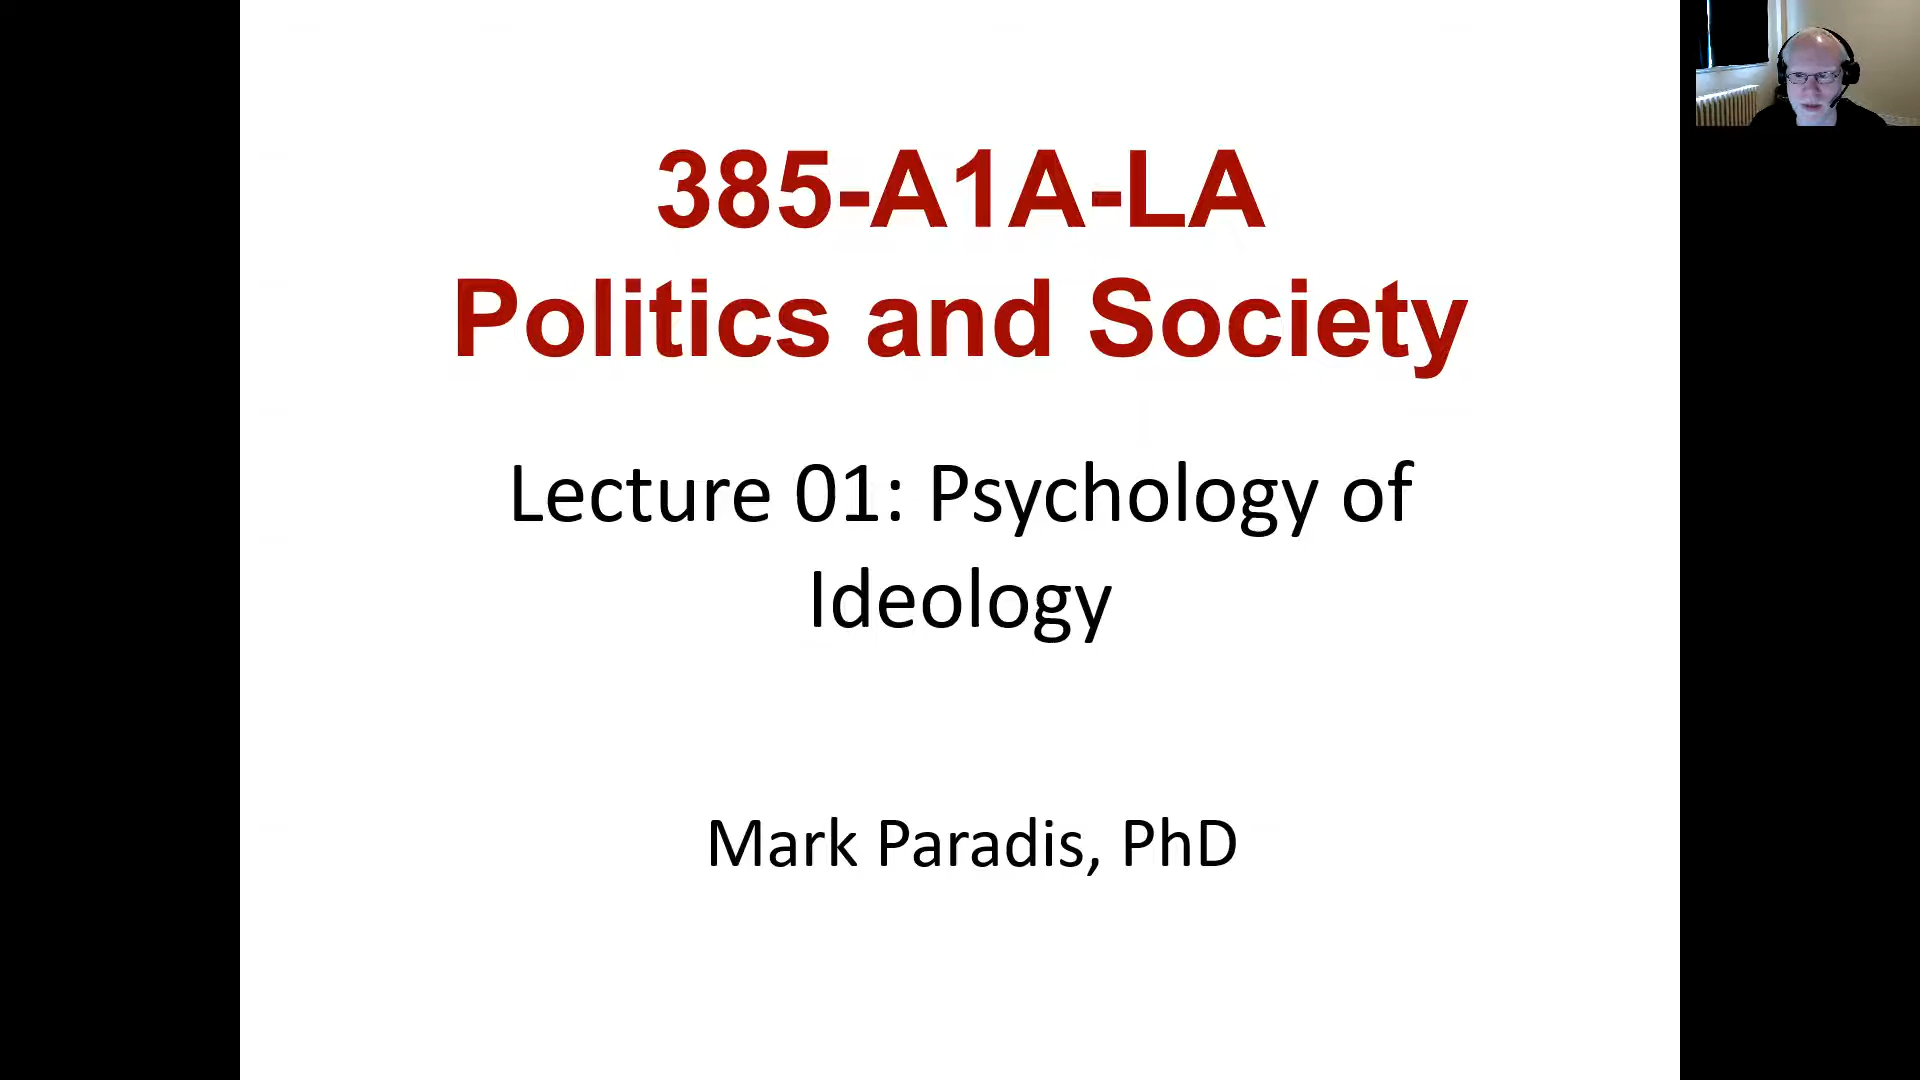 385-A1A-LA
Politics and Society
Lecture 01: Psychology of
Ideology
Mark Paradis, PhD